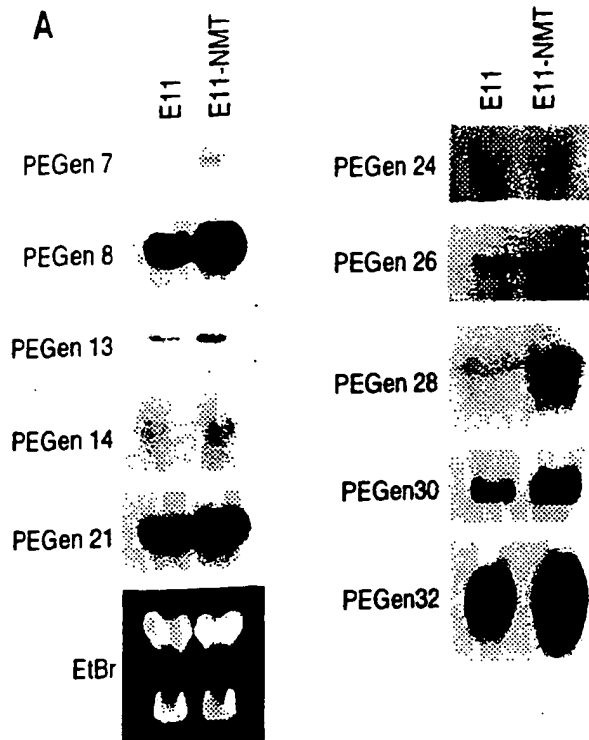 A
E11
E11-NMT
PEGen 7
PEGen 8
PEGen 13
PEGen 14
PEGen 21
EtBr
E11
E11-NMT
PEGen 24
PEGen 26
PEGen 28
PEGen30
PEGen32